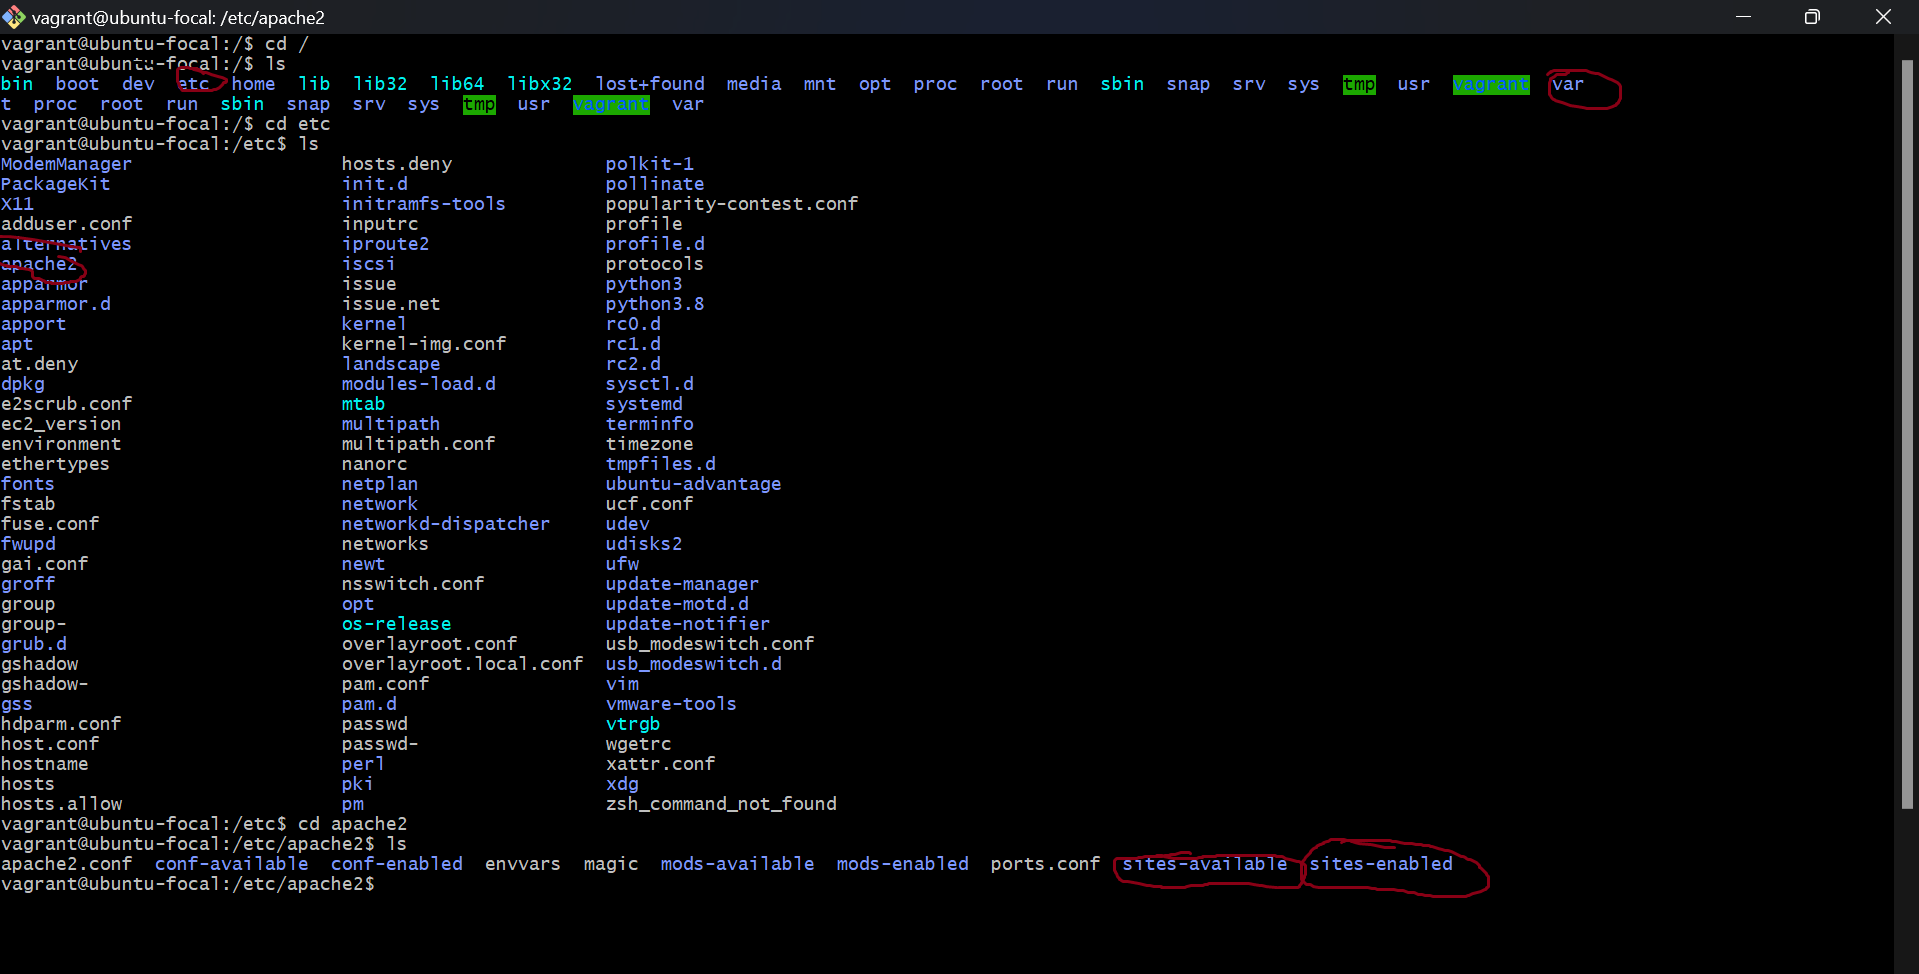 vagrant@ubuntu-focal: /etc/apache2
vagrant@ubuntu-focal:/$ cd /
vagrant@ubuntu-focal:/$ ls
bin boot dev etc home lib lib32 lib64 libx32 lost+found media mnt opt proc root run sbin snap srv sys tmp usr vagrant var
t proc root run sbin snap srv sys tmp usr vagrant var
vagrant@ubuntu-focal:/$ cd etc
vagrant@ubuntu-focal:/etc$ ls
ModemManager hosts.deny polkit-1
PackageKit init.d pollinate
X11 initramfs-tools popularity-contest.conf
adduser.conf inputrc profile
alternatives iproute2 profile.d
apache2 iscsi protocols
apparmor issue python3
apparmor.d issue.net python3.8
apport kernel rc0.d
apt kernel-img.conf rc1.d
at.deny landscape rc2.d
dpkg modules-load.d sysctl.d
e2scrub.conf mtab systemd
ec2_version multipath terminfo
environment multipath.conf timezone
ethertypes nanorc tmpfiles.d
fonts netplan ubuntu-advantage
fstab network ucf.conf
fuse.conf networkd-dispatcher udev
fwupd networks udisks2
gai.conf newt ufw
groff nsswitch.conf update-manager
group opt update-motd.d
group- os-release update-notifier
grub.d overlayroot.conf usb_modeswitch.conf
gshadow overlayroot.local.conf usb_modeswitch.d
gshadow- pam.conf vim
gss pam.d vmware-tools
hdparm.conf passwd vtrgb
host.conf passwd- wgetrc
hostname perl xattr.conf
hosts pki xdg
hosts.allow pm zsh_command_not_found
vagrant@ubuntu-focal:/etc$ cd apache2
vagrant@ubuntu-focal:/etc/apache2$ ls
apache2.conf conf-available conf-enabled envvars magic mods-available mods-enabled ports.conf sites-available sites-enabled
vagrant@ubuntu-focal:/etc/apache2$